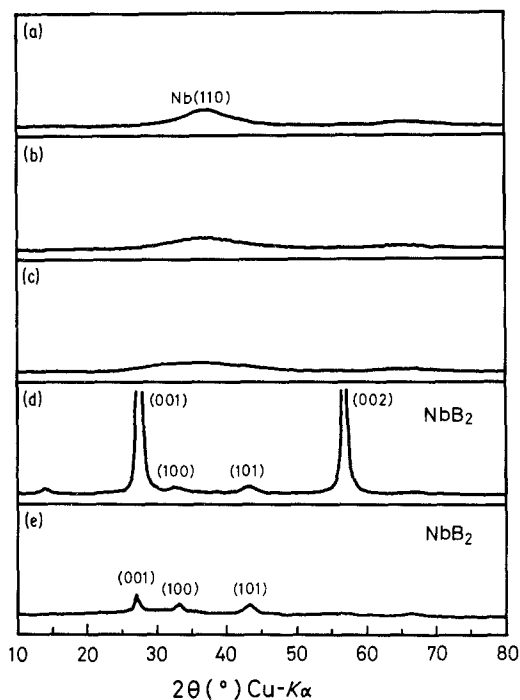 (a)
Nb(110)
(b)
(c)
(d)
(001)
(002)
NbB₂
(100)
(101)
(e)
NbB₂
(001)
(100)
(101)
10 20 30 40 50 60 70 80
2θ(°) Cu-Kα